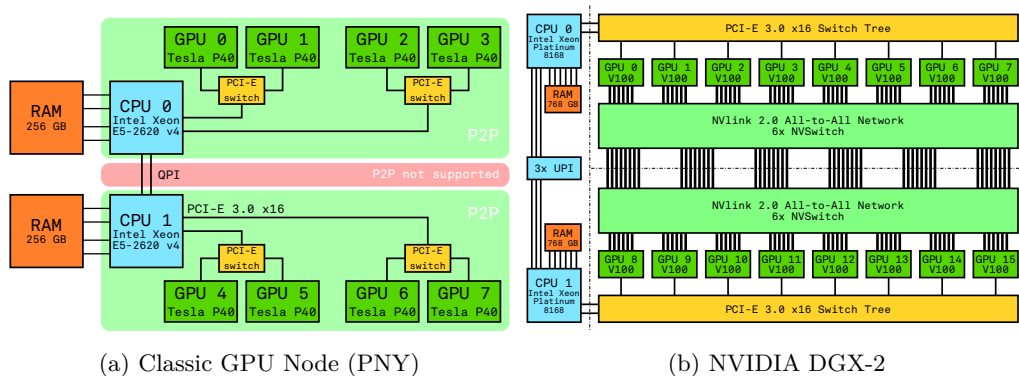 GPU 0
Tesla P40
GPU 1
Tesla P40
GPU 2
Tesla P40
GPU 3
Tesla P40
PCI-E
switch
PCI-E
switch
RAM
256 GB
CPU 0
Intel Xeon
E5-2620 v4
P2P
QPI
P2P not supported
RAM
256 GB
CPU 1
Intel Xeon
E5-2620 v4
PCI-E 3.0 x16
P2P
PCI-E
switch
PCI-E
switch
GPU 4
Tesla P40
GPU 5
Tesla P40
GPU 6
Tesla P40
GPU 7
Tesla P40
(a) Classic GPU Node (PNY)
CPU 0
Intel Xeon
Platinum
8168
PCI-E 3.0 x16 Switch Tree
GPU 0
V100
GPU 1
V100
GPU 2
V100
GPU 3
V100
GPU 4
V100
GPU 5
V100
GPU 6
V100
GPU 7
V100
RAM
768 GB
NVlink 2.0 All-to-All Network
6x NVSwitch
3x UPI
NVlink 2.0 All-to-All Network
6x NVSwitch
RAM
768 GB
GPU 8
V100
GPU 9
V100
GPU 10
V100
GPU 11
V100
GPU 12
V100
GPU 13
V100
GPU 14
V100
GPU 15
V100
CPU 1
Intel Xeon
Platinum
8168
PCI-E 3.0 x16 Switch Tree
(b) NVIDIA DGX-2